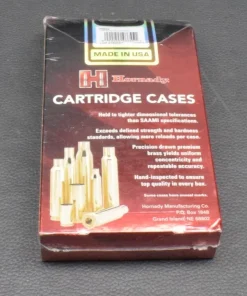 MADE IN USA
H Hornady
CARTRIDGE CASES
Held to tighter dimensional tolerances
than SAAMI specifications.
Exceeds defined strength and hardness
standards, allowing more reloads per case.
Precision drawn premium
brass yields uniform
concentricity and
repeatable accuracy.
Hand-inspected to ensure
top quality in every box.
Hornady Manufacturing Co.
P.O. Box 1848
Grand Island, NE 68802